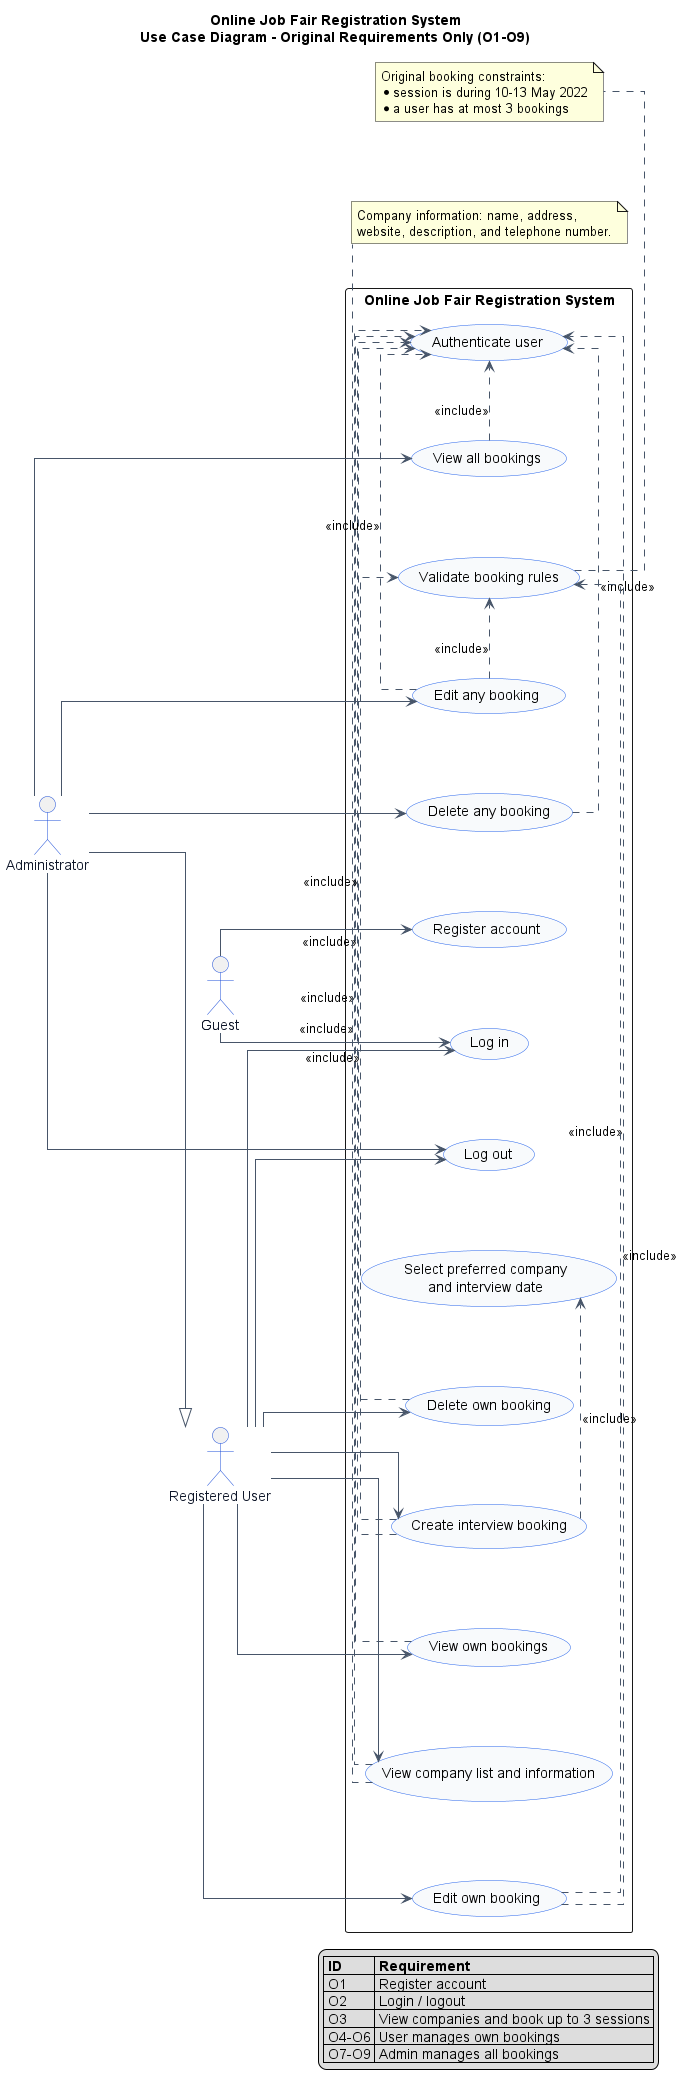 Online Job Fair Registration System
Use Case Diagram - Original Requirements Only (O1-O9)
Original booking constraints:
• session is during 10-13 May 2022
• a user has at most 3 bookings
Company information: name, address,
website, description, and telephone number.
Online Job Fair Registration System
Authenticate user
«include»
View all bookings
«include»
Validate booking rules
«include»
«include»
Edit any booking
Delete any booking
Administrator
«include»
Register account
«include»
Guest
«include»
«include»
Log in
«include»
«include»
Log out
«include»
Select preferred company
and interview date
Delete own booking
«include»
Registered User
Create interview booking
View own bookings
View company list and information
Edit own booking
ID Requirement
O1 Register account
O2 Login / logout
O3 View companies and book up to 3 sessions
O4-O6 User manages own bookings
O7-O9 Admin manages all bookings